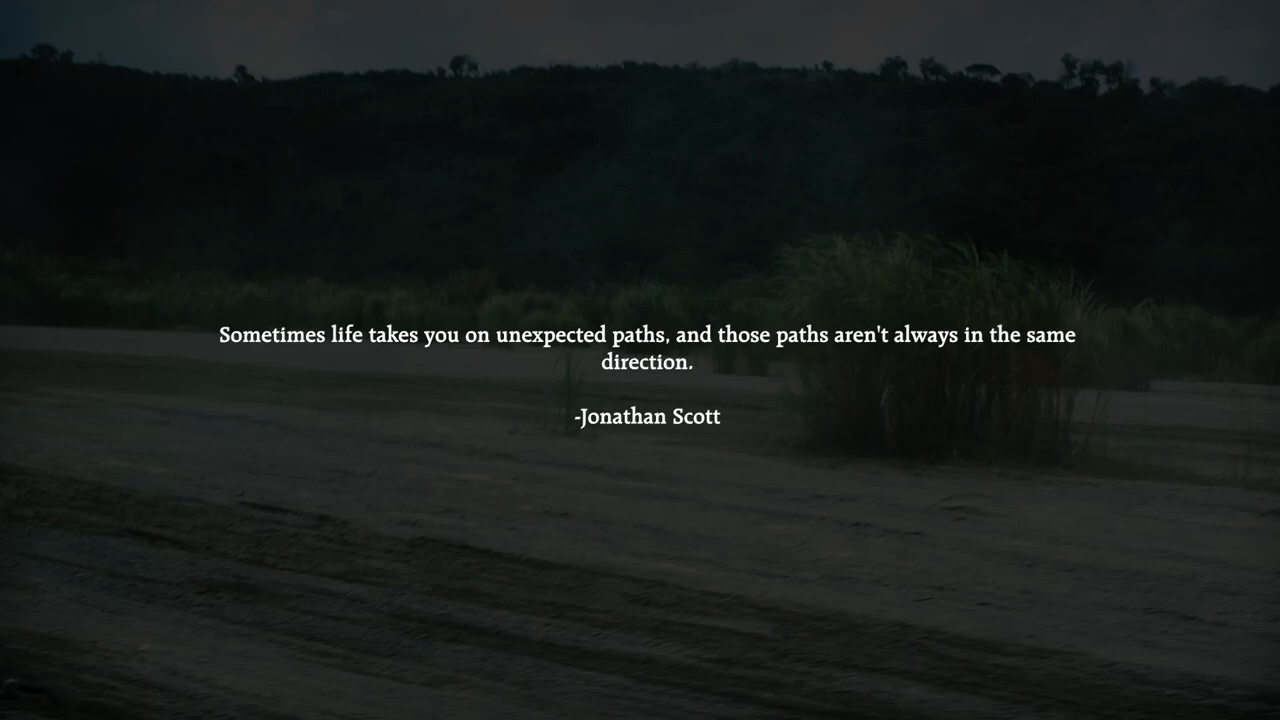 Sometimes life takes you on unexpected paths, and those paths aren't always in the same
direction.
-Jonathan Scott